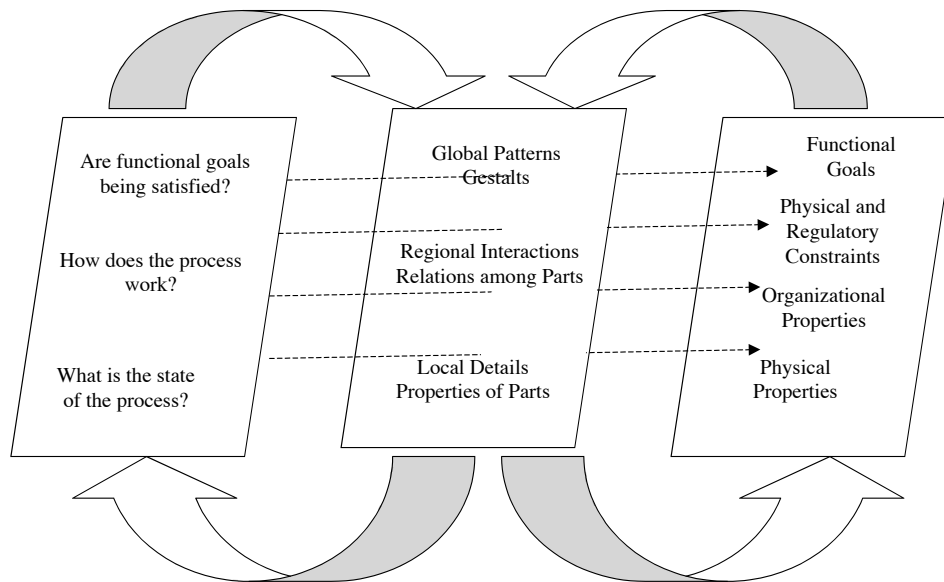 Are functional goals
being satisfied?
How does the process
work?
What is the state
of the process?
Global Patterns
Gestalts
Regional Interactions
Relations among Parts
Local Details
Properties of Parts
Functional
Goals
Physical and
Regulatory
Constraints
Organizational
Properties
Physical
Properties